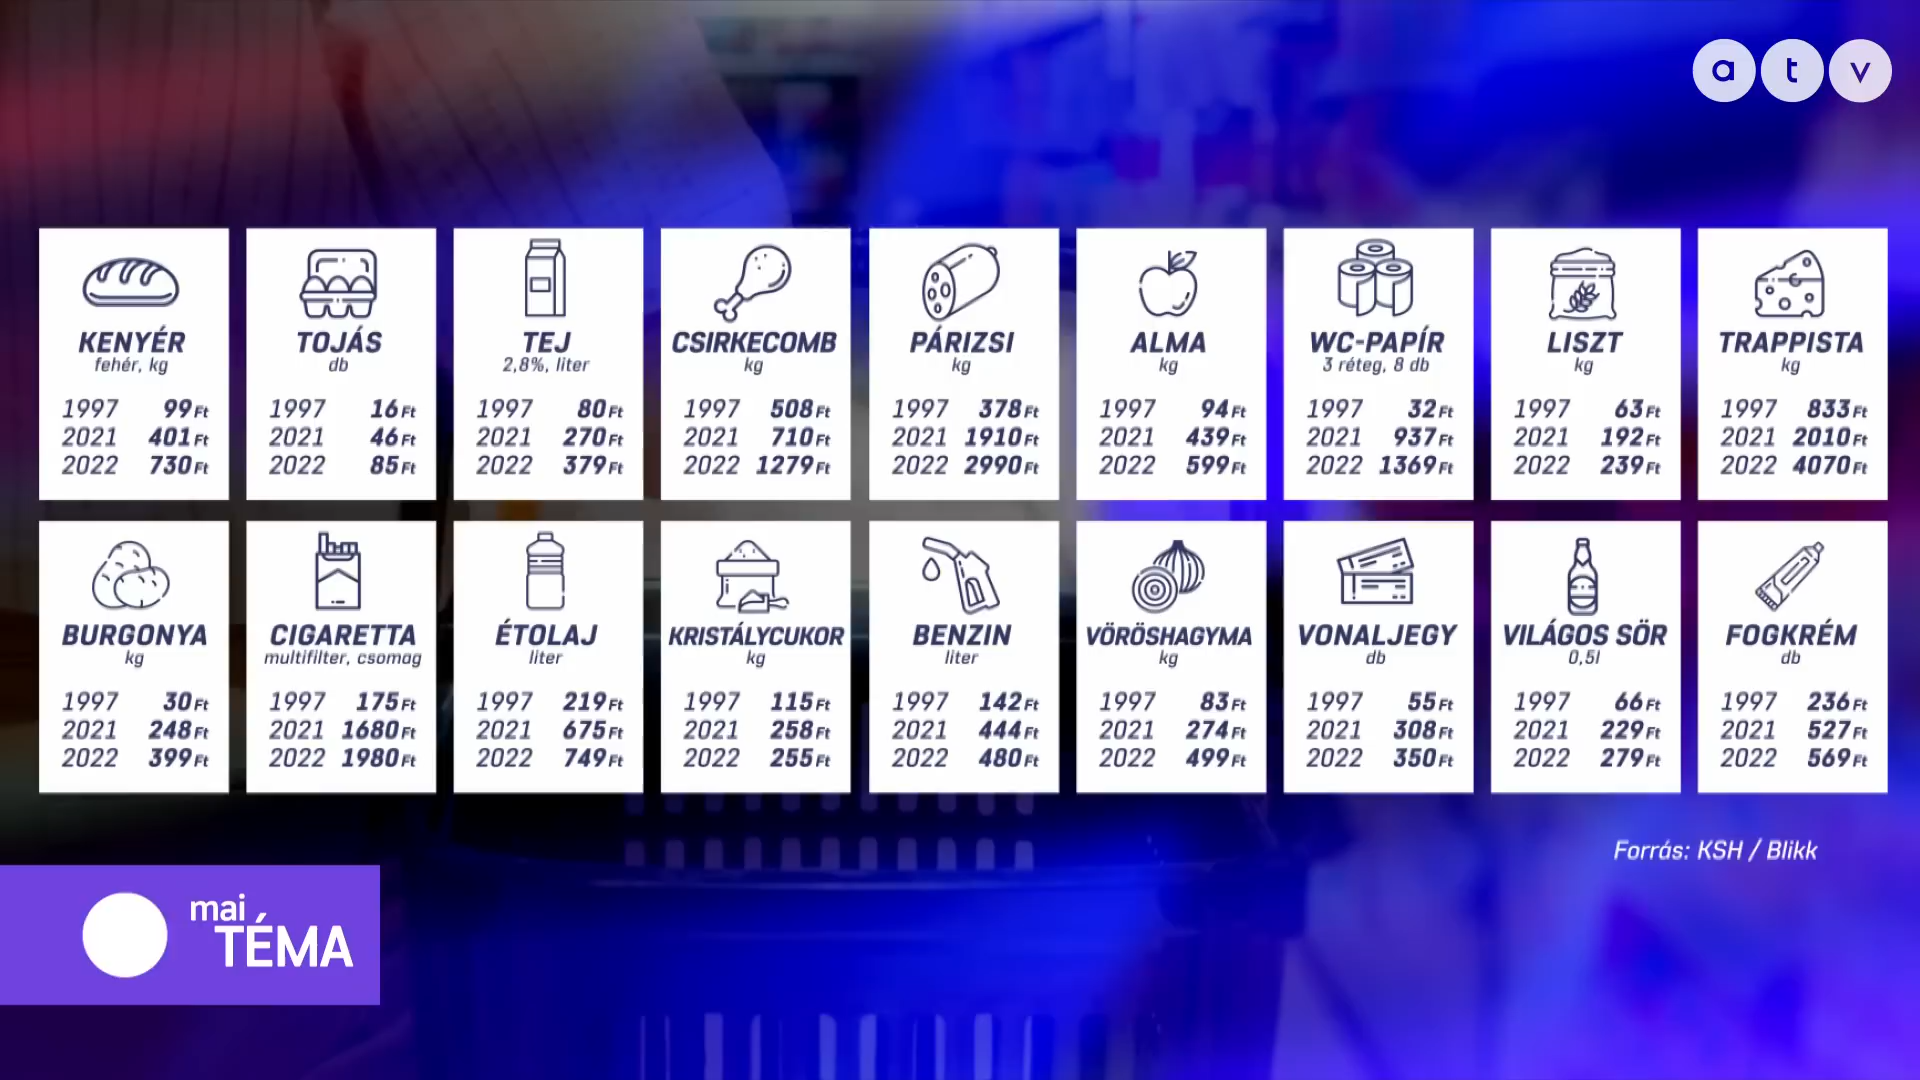 a t v
KENYÉR
fehér, kg
1997 99 Ft
2021 401 Ft
2022 730 Ft
TOJÁS
db
1997 16 Ft
2021 46 Ft
2022 85 Ft
TEJ
2,8%, liter
1997 80 Ft
2021 270 Ft
2022 379 Ft
CSIRKECOMB
kg
1997 508 Ft
2021 710 Ft
2022 1279 Ft
PÁRIZSI
kg
1997 378 Ft
2021 1910 Ft
2022 2990 Ft
ALMA
kg
1997 94 Ft
2021 439 Ft
2022 599 Ft
WC-PAPÍR
3 réteg, 8 db
1997 32 Ft
2021 937 Ft
2022 1369 Ft
LISZT
kg
1997 63 Ft
2021 192 Ft
2022 239 Ft
TRAPPISTA
kg
1997 833 Ft
2021 2010 Ft
2022 4070 Ft
BURGONYA
kg
1997 30 Ft
2021 248 Ft
2022 399 Ft
CIGARETTA
multifilter, csomag
1997 175 Ft
2021 1680 Ft
2022 1980 Ft
ÉTOLAJ
liter
1997 219 Ft
2021 675 Ft
2022 749 Ft
KRISTÁLYCUKOR
kg
1997 115 Ft
2021 258 Ft
2022 255 Ft
BENZIN
liter
1997 142 Ft
2021 444 Ft
2022 480 Ft
VÖRÖSHAGYMA
kg
1997 83 Ft
2021 274 Ft
2022 499 Ft
VONALJEGY
db
1997 55 Ft
2021 308 Ft
2022 350 Ft
VILÁGOS SÖR
0,5l
1997 66 Ft
2021 229 Ft
2022 279 Ft
FOGKRÉM
db
1997 236 Ft
2021 527 Ft
2022 569 Ft
Forrás: KSH / Blikk
mai
TÉMA